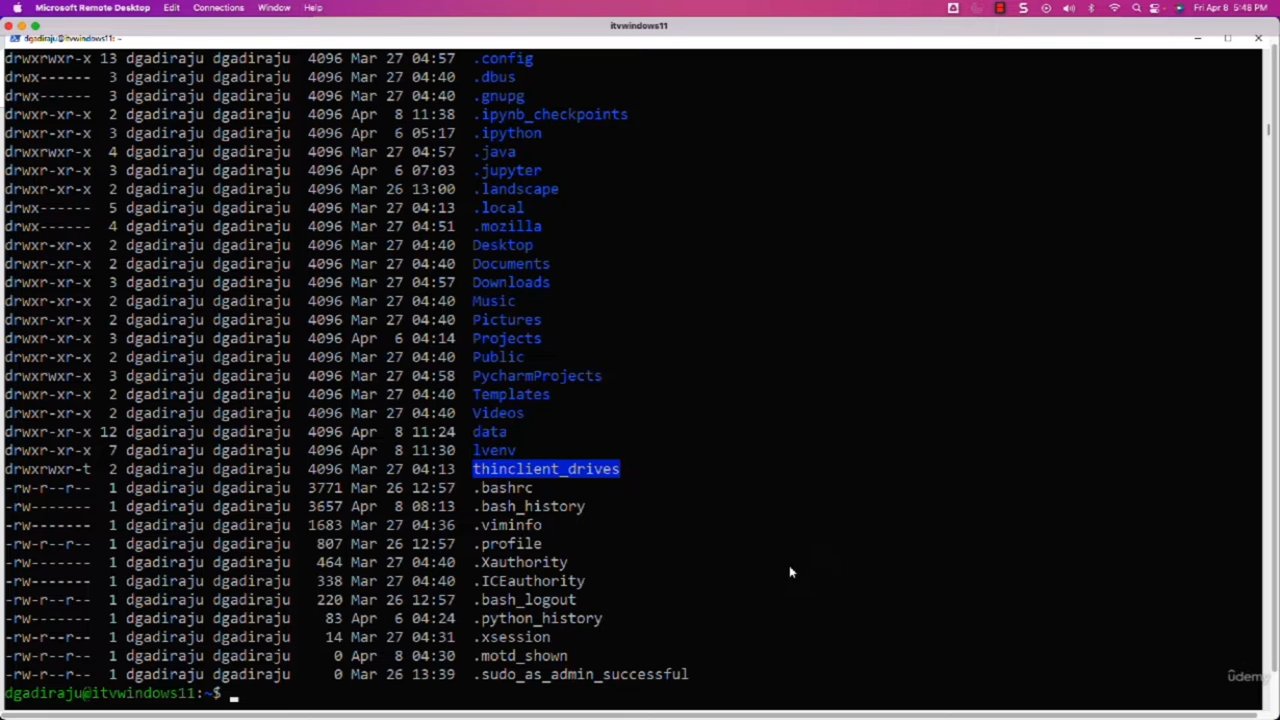 Microsoft Remote Desktop Edit Connections Window Help Fri Apr 8 5:48 PM
itvwindows11
dgadiraju@itvwindows11: ~
drwxrwxr-x 13 dgadiraju dgadiraju 4096 Mar 27 04:57 .config
drwx------ 3 dgadiraju dgadiraju 4096 Mar 27 04:40 .dbus
drwx------ 3 dgadiraju dgadiraju 4096 Mar 27 04:40 .gnupg
drwxr-xr-x 2 dgadiraju dgadiraju 4096 Apr 8 11:38 .ipynb_checkpoints
drwxr-xr-x 3 dgadiraju dgadiraju 4096 Apr 6 05:17 .ipython
drwxrwxr-x 4 dgadiraju dgadiraju 4096 Mar 27 04:57 .java
drwxr-xr-x 3 dgadiraju dgadiraju 4096 Apr 6 07:03 .jupyter
drwxr-xr-x 2 dgadiraju dgadiraju 4096 Mar 26 13:00 .landscape
drwx------ 5 dgadiraju dgadiraju 4096 Mar 27 04:13 .local
drwx------ 4 dgadiraju dgadiraju 4096 Mar 27 04:51 .mozilla
drwxr-xr-x 2 dgadiraju dgadiraju 4096 Mar 27 04:40 Desktop
drwxr-xr-x 2 dgadiraju dgadiraju 4096 Mar 27 04:40 Documents
drwxr-xr-x 3 dgadiraju dgadiraju 4096 Mar 27 04:57 Downloads
drwxr-xr-x 2 dgadiraju dgadiraju 4096 Mar 27 04:40 Music
drwxr-xr-x 2 dgadiraju dgadiraju 4096 Mar 27 04:40 Pictures
drwxr-xr-x 3 dgadiraju dgadiraju 4096 Apr 6 04:14 Projects
drwxr-xr-x 2 dgadiraju dgadiraju 4096 Mar 27 04:40 Public
drwxrwxr-x 3 dgadiraju dgadiraju 4096 Mar 27 04:58 PycharmProjects
drwxr-xr-x 2 dgadiraju dgadiraju 4096 Mar 27 04:40 Templates
drwxr-xr-x 2 dgadiraju dgadiraju 4096 Mar 27 04:40 Videos
drwxr-xr-x 12 dgadiraju dgadiraju 4096 Apr 8 11:24 data
drwxr-xr-x 7 dgadiraju dgadiraju 4096 Apr 8 11:30 lvenv
drwxrwxr-t 2 dgadiraju dgadiraju 4096 Mar 27 04:13 thinclient_drives
-rw-r--r-- 1 dgadiraju dgadiraju 3771 Mar 26 12:57 .bashrc
-rw------- 1 dgadiraju dgadiraju 3657 Apr 8 08:13 .bash_history
-rw------- 1 dgadiraju dgadiraju 1683 Mar 27 04:36 .viminfo
-rw-r--r-- 1 dgadiraju dgadiraju 807 Mar 26 12:57 .profile
-rw------- 1 dgadiraju dgadiraju 464 Mar 27 04:40 .Xauthority
-rw------- 1 dgadiraju dgadiraju 338 Mar 27 04:40 .ICEauthority
-rw-r--r-- 1 dgadiraju dgadiraju 220 Mar 26 12:57 .bash_logout
-rw------- 1 dgadiraju dgadiraju 83 Apr 6 04:24 .python_history
-rw-r--r-- 1 dgadiraju dgadiraju 14 Mar 27 04:31 .xsession
-rw-r--r-- 1 dgadiraju dgadiraju 0 Apr 8 04:30 .motd_shown
-rw-r--r-- 1 dgadiraju dgadiraju 0 Mar 26 13:39 .sudo_as_admin_successful
dgadiraju@itvwindows11:~$ _
ûdemy